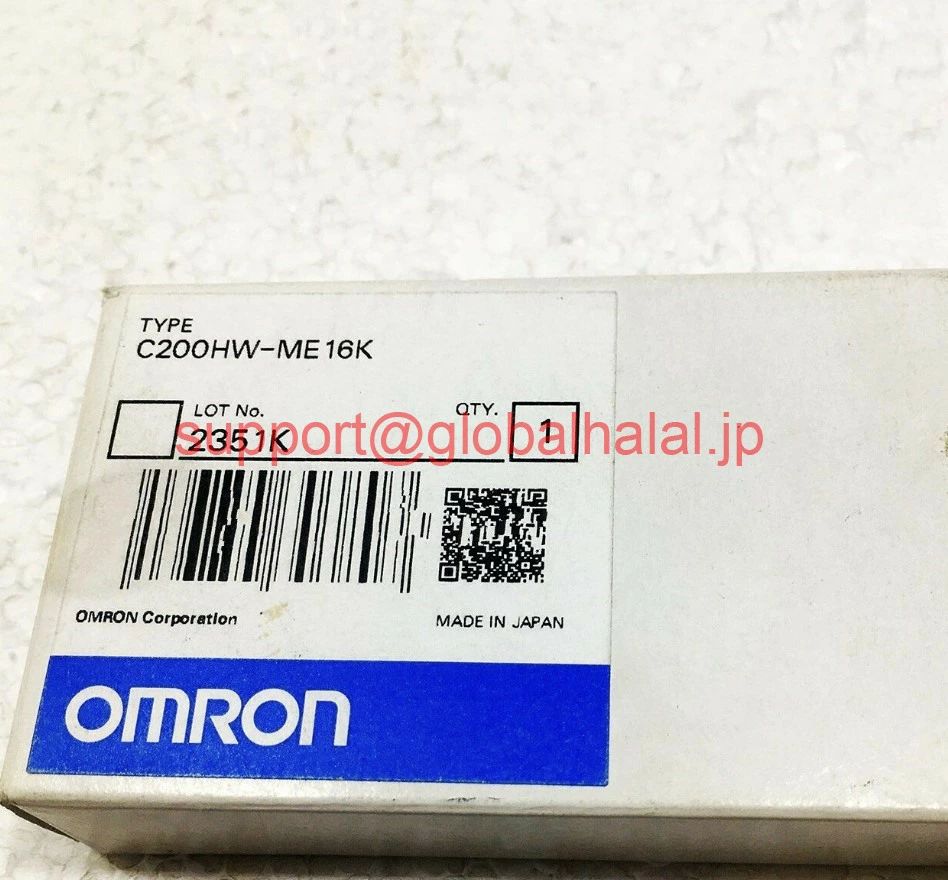 TYPE
C200HW-ME16K
LOT No. QTY.
2351K 1
support@globalhalal.jp
OMRON Corporation MADE IN JAPAN
OMRON